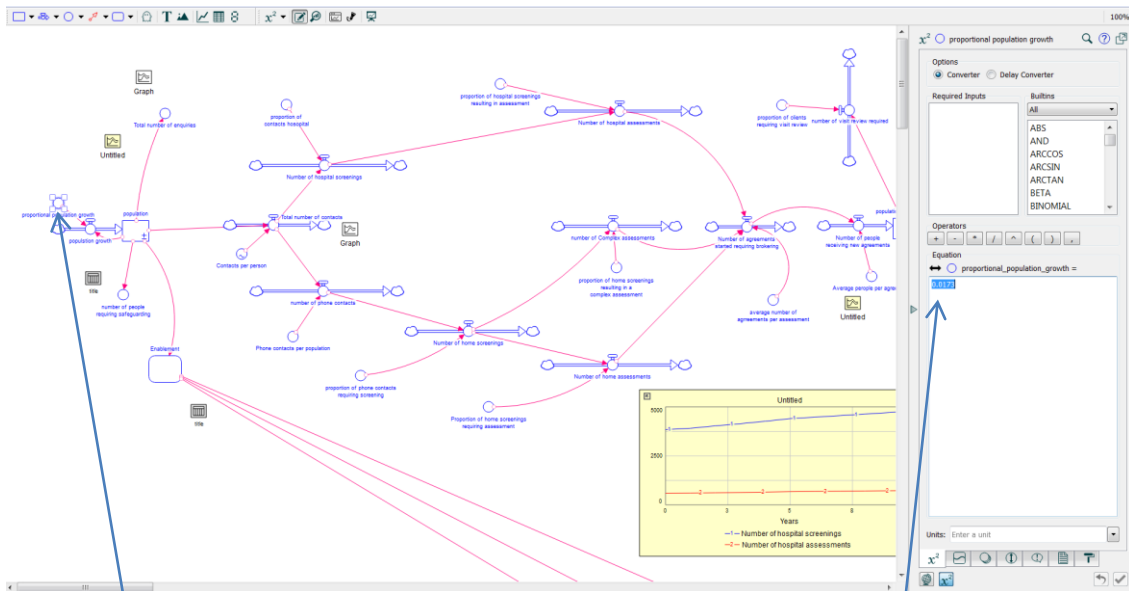 T
x²
100%
x² proportional population growth
?
Options
Converter Delay Converter
Required Inputs
Builtins
All
ABS
AND
ARCCOS
ARCSIN
ARCTAN
BETA
BINOMIAL
Operators
+ - * / ^ ( ) ,
Equation
proportional_population_growth =
Units: Enter a unit
x²
x²
Graph
Total number of enquiries
Untitled
proportional population growth
population
population growth
title
number of people
requiring safeguarding
Enablement
title
proportion of
contacts hospital
Number of hospital screenings
Total number of contacts
Graph
Contacts per person
number of phone contacts
Phone contacts per population
proportion of phone contacts
requiring screening
proportion of hospital screenings
resulting in assessment
Number of hospital assessments
number of Complex assessments
proportion of home screenings
resulting in a
complex assessment
Number of home screenings
Number of home assessments
Proportion of home screenings
requiring assessment
proportion of clients
requiring visit review
number of visit review required
Number of agreements
started requiring brokering
average number of
agreements per assessment
Number of people
receiving new agreements
Untitled
Untitled
5000
2500
0
0 3 5 8
Years
1 Number of hospital screenings
2 Number of hospital assessments